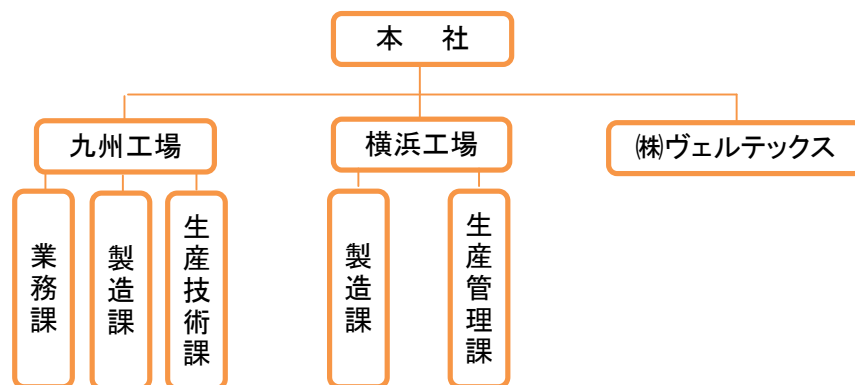 本　社
九州工場
横浜工場
㈱ヴェルテックス
業務課
製造課
生産技術課
製造課
生産管理課